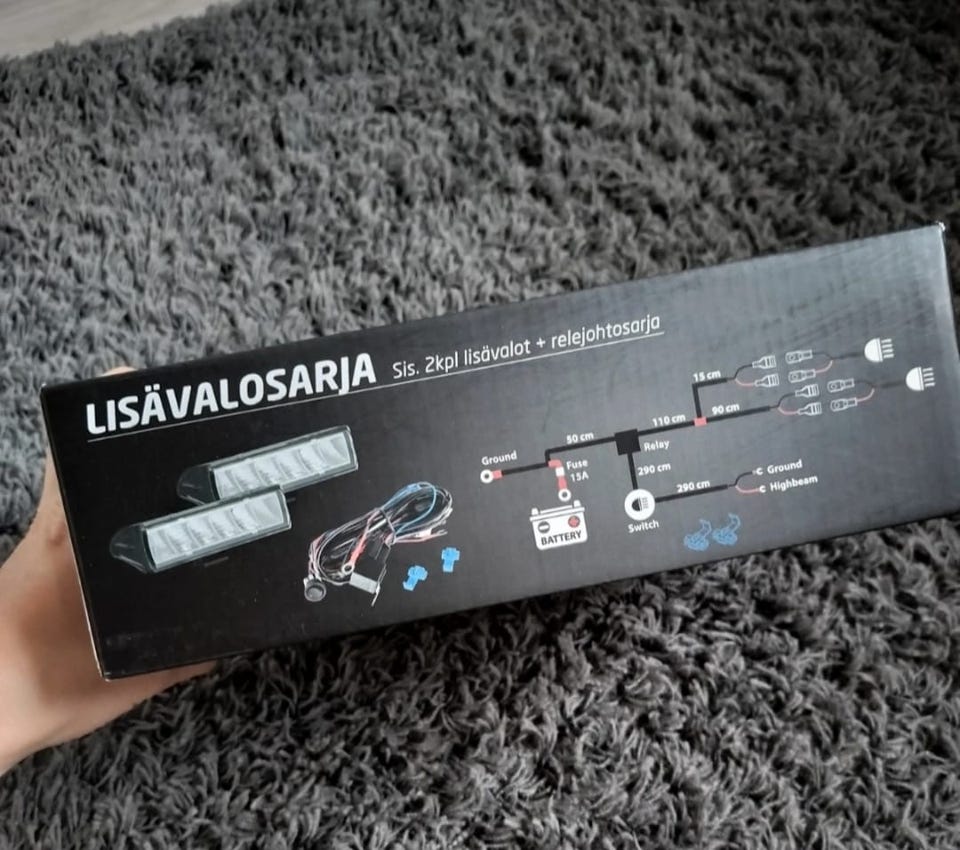 LISÄVALOSARJA Sis. 2kpl lisävalot + relejohtosarja
Ground
50 cm
Fuse
15A
BATTERY
Relay
110 cm
15 cm
90 cm
290 cm
Switch
290 cm
Ground
Highbeam